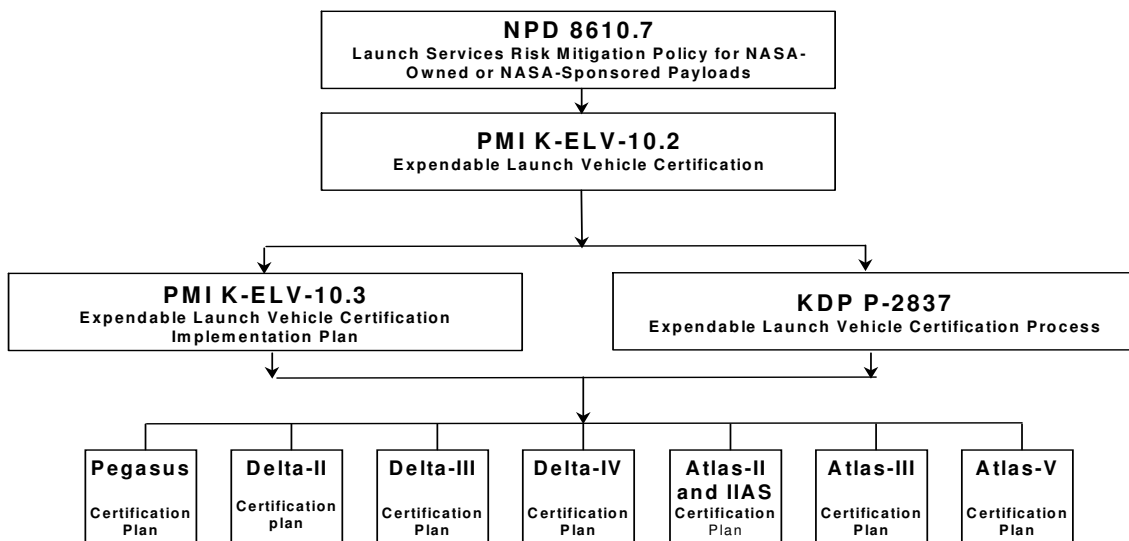 NPD 8610.7
Launch Services Risk Mitigation Policy for NASA-
Owned or NASA-Sponsored Payloads
PMI K-ELV-10.2
Expendable Launch Vehicle Certification
PMI K-ELV-10.3
Expendable Launch Vehicle Certification
Implementation Plan
KDP P-2837
Expendable Launch Vehicle Certification Process
Pegasus
Certification
Plan
Delta-II
Certification
plan
Delta-III
Certification
Plan
Delta-IV
Certification
Plan
Atlas-II
and IIAS
Certification
Plan
Atlas-III
Certification
Plan
Atlas-V
Certification
Plan